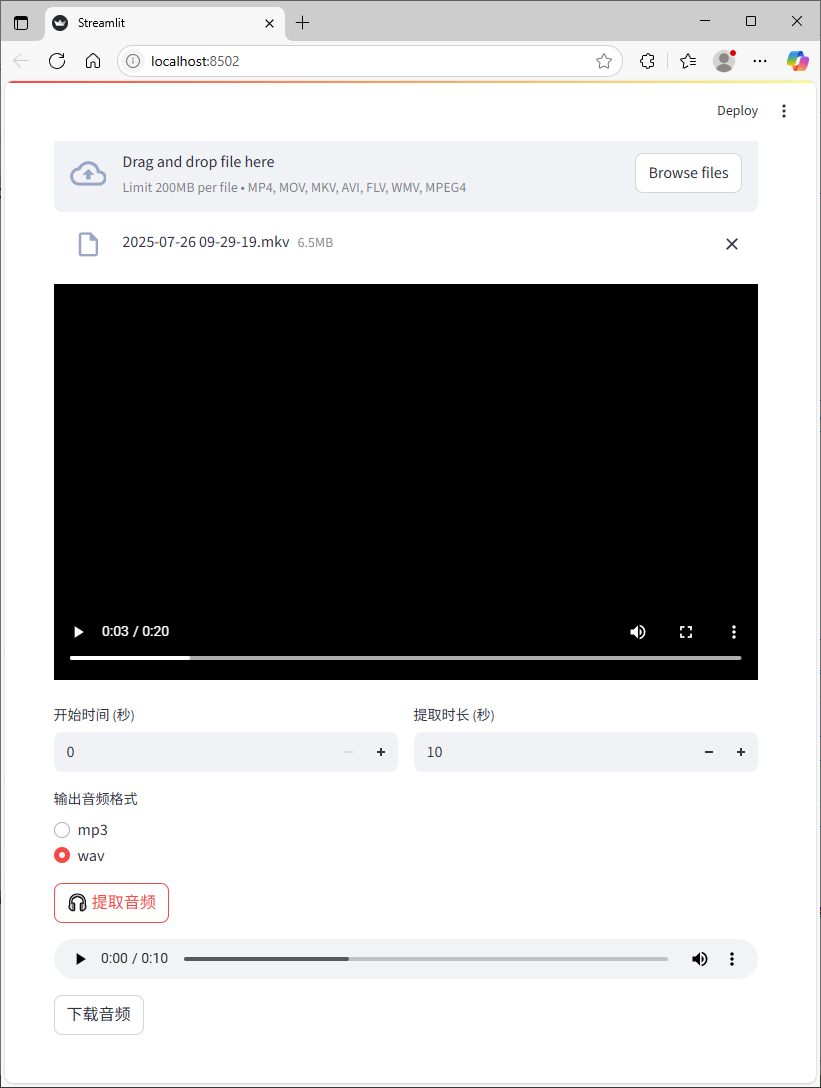 Streamlit
localhost:8502
Deploy
Drag and drop file here
Limit 200MB per file • MP4, MOV, MKV, AVI, FLV, WMV, MPEG4
Browse files
2025-07-26 09-29-19.mkv 6.5MB
0:03 / 0:20
开始时间 (秒)
提取时长 (秒)
0
10
输出音频格式
mp3
wav
提取音频
0:00 / 0:10
下载音频